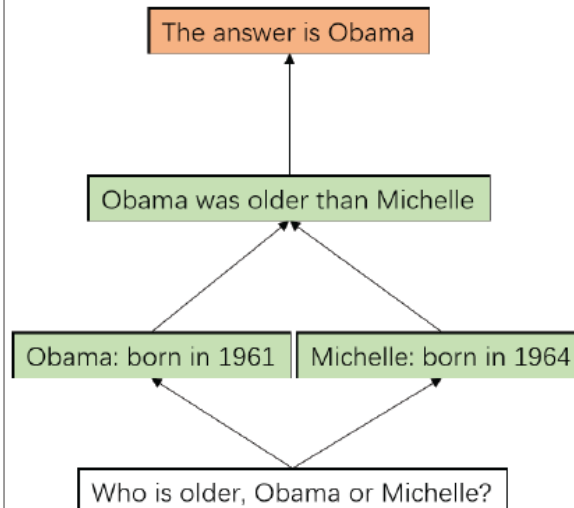 The answer is Obama
Obama was older than Michelle
Obama: born in 1961
Michelle: born in 1964
Who is older, Obama or Michelle?